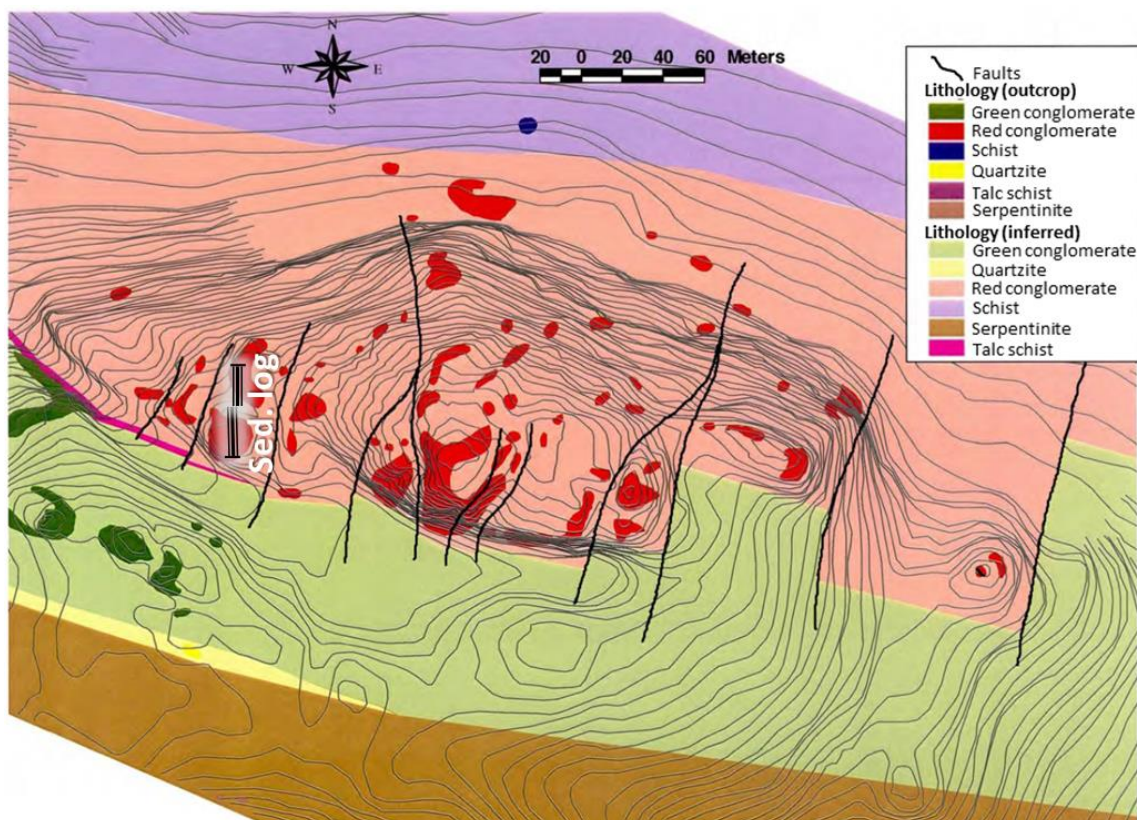 N
W E
S
20 0 20 40 60 Meters
Faults
Lithology (outcrop)
Green conglomerate
Red conglomerate
Schist
Quartzite
Talc schist
Serpentinite
Lithology (inferred)
Green conglomerate
Quartzite
Red conglomerate
Schist
Serpentinite
Talc schist
Sed. log